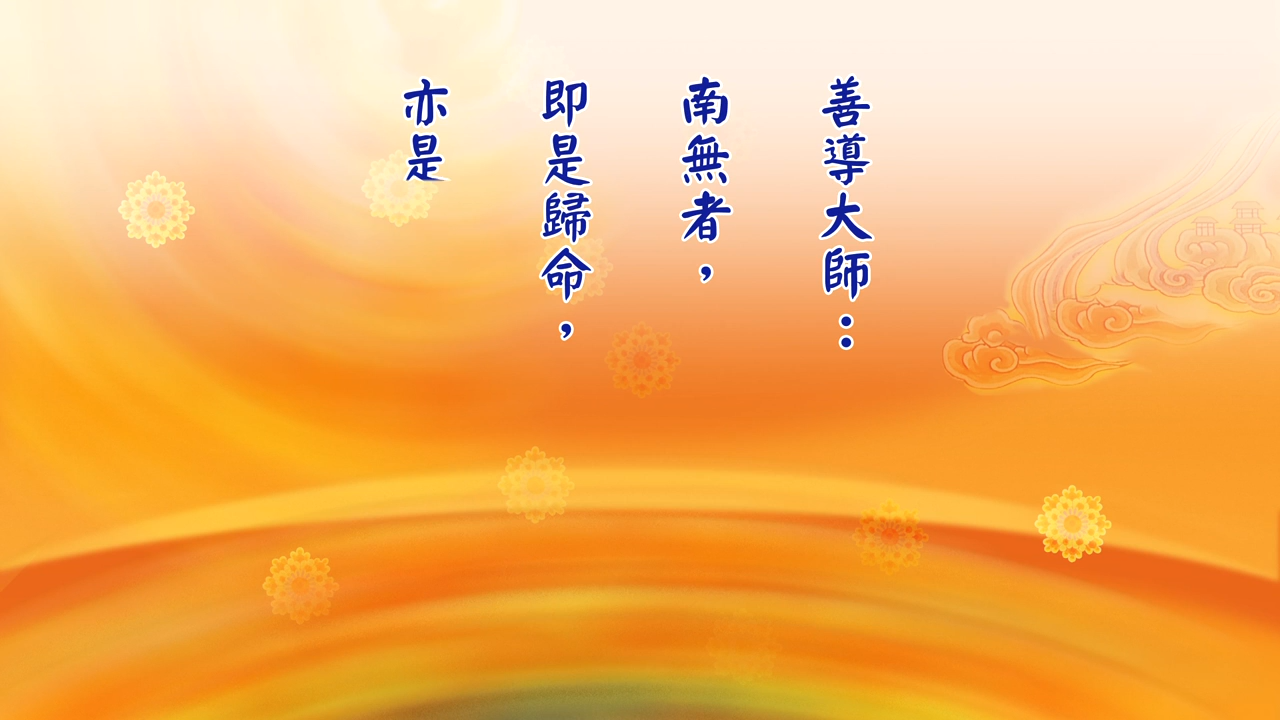 善導大師：
南無者，
即是歸命，
亦是